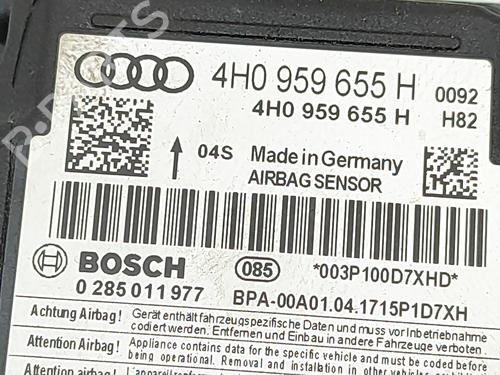 4H0 959 655 H 0092
4H0 959 655 H H82
04S Made in Germany
AIRBAG SENSOR
BOSCH 085 *003P100D7XHD*
0 285 011 977 BPA-00A01.04.1715P1D7XH
Achtung Airbag! Gerät enthält fahrzeugspezifische Daten und muss vor Inbetriebnahme
codiert werden. Entfernen und Einbau in andere Fahrzeuge verboten.
Attention Airbag! Appliance contains data for the specific vehicle and must be coded before
being operational. Removal and installation in other vehicles
Attention airbag!